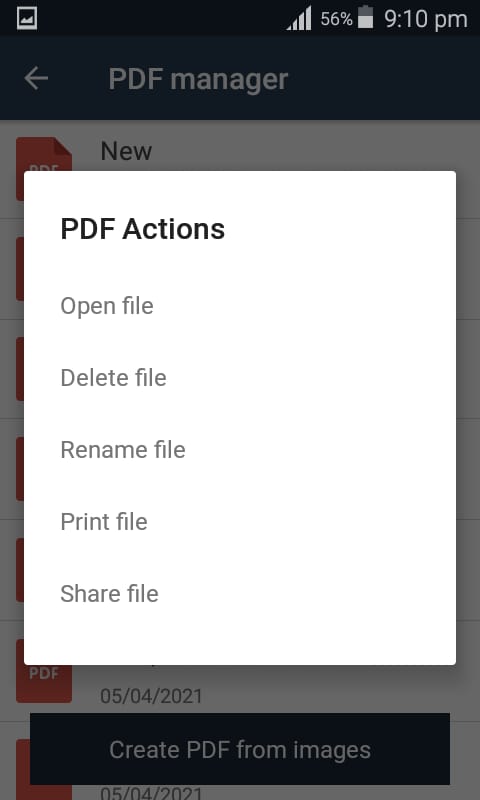 56% 9:10 pm
PDF manager
New
PDF
PDF Actions
Open file
Delete file
Rename file
Print file
Share file
PDF
05/04/2021
Create PDF from images
05/04/2021